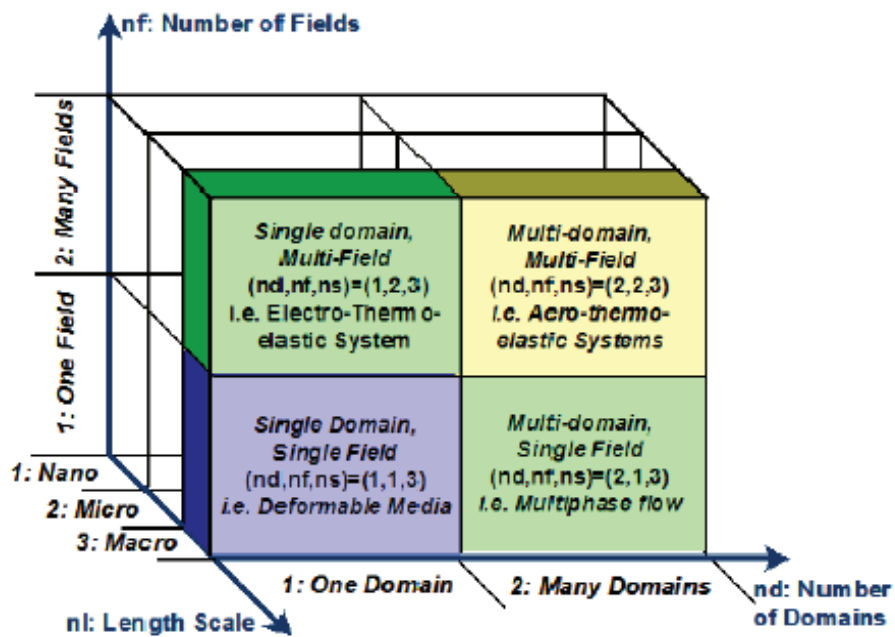 nf: Number of Fields
2: Many Fields
1: One Field
Single domain,
Multi-Field
(nd,nf,ns)=(1,2,3)
i.e. Electro-Thermo-
elastic System
Multi-domain,
Multi-Field
(nd,nf,ns)=(2,2,3)
i.e. Aero-thermo-
elastic Systems
Single Domain,
Single Field
(nd,nf,ns)=(1,1,3)
i.e. Deformable Media
Multi-domain,
Single Field
(nd,nf,ns)=(2,1,3)
i.e. Multiphase flow
1: Nano
2: Micro
3: Macro
1: One Domain
2: Many Domains
nd: Number
of Domains
nl: Length Scale